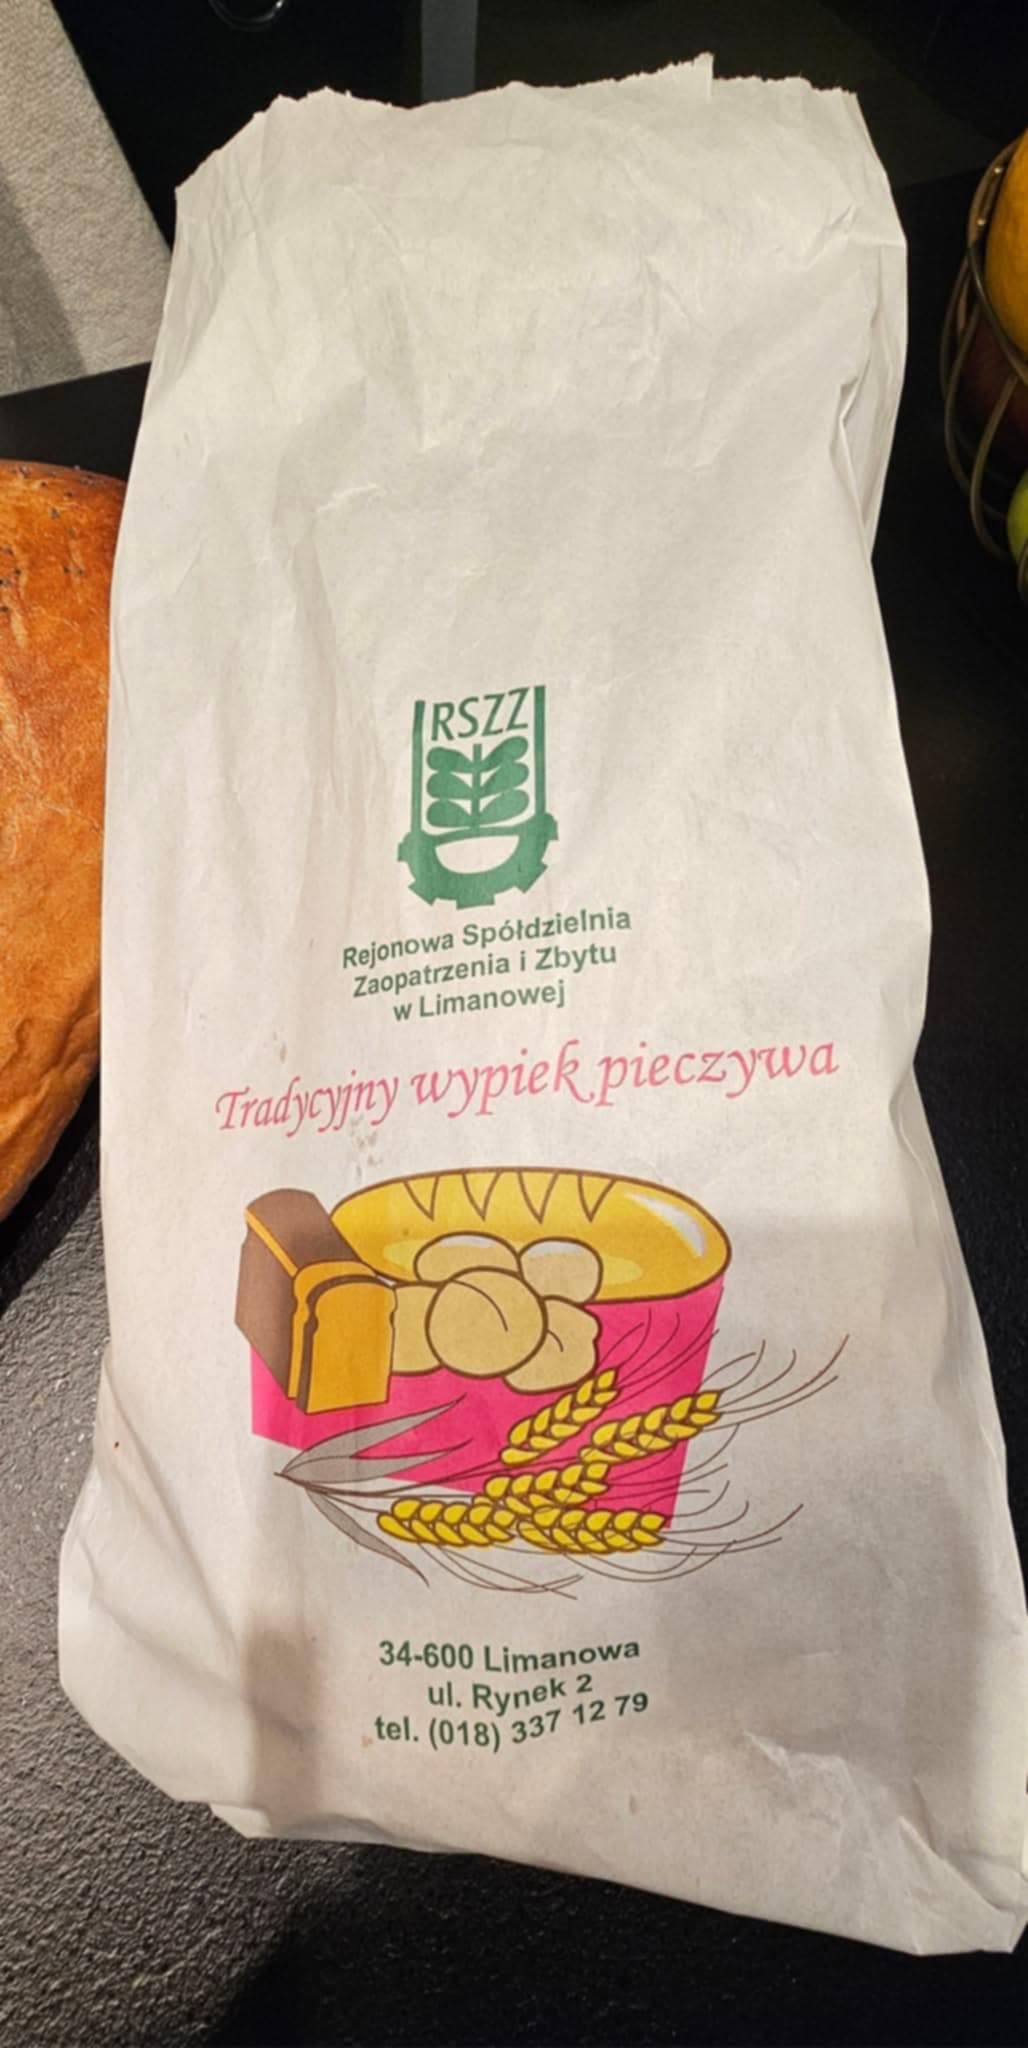 RSZZ
Rejonowa Spółdzielnia
Zaopatrzenia i Zbytu
w Limanowej
Tradycyjny wypiek pieczywa
34-600 Limanowa
ul. Rynek 2
tel. (018) 337 12 79